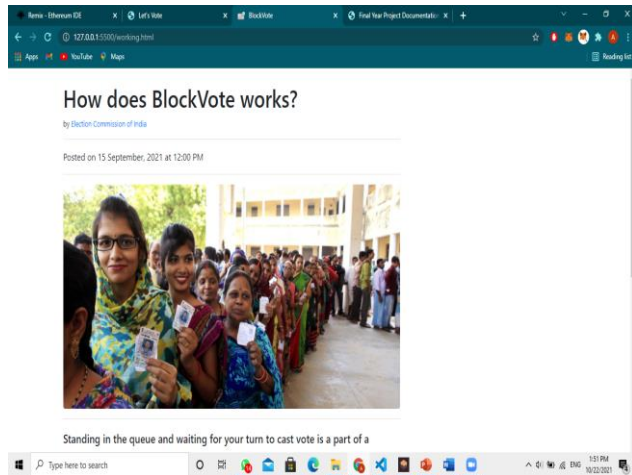 Remix - Ethereum IDE
Let's Vote
BlockVote
Final Year Project Documentation
127.0.0.1:5500/working.html
Apps
YouTube
Maps
Reading list
How does BlockVote works?
by Election Commission of India
Posted on 15 September, 2021 at 12:00 PM
Standing in the queue and waiting for your turn to cast vote is a part of a
Type here to search
ENG
1:51 PM
10/22/2021